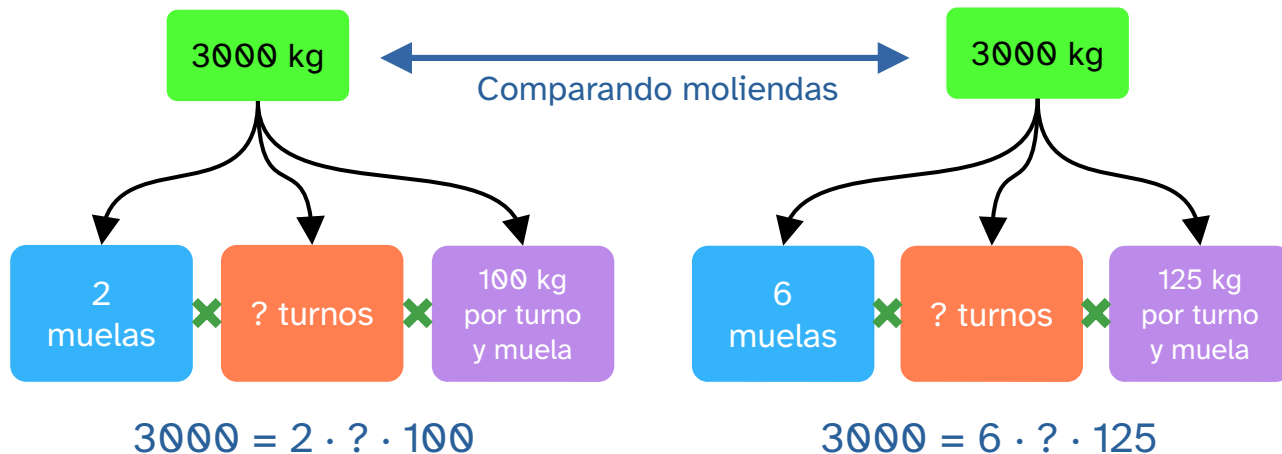 3000 kg
Comparando moliendas
3000 kg
2
muelas
? turnos
100 kg
por turno
y muela
6
muelas
? turnos
125 kg
por turno
y muela
3000 = 2 · ? · 100
3000 = 6 · ? · 125